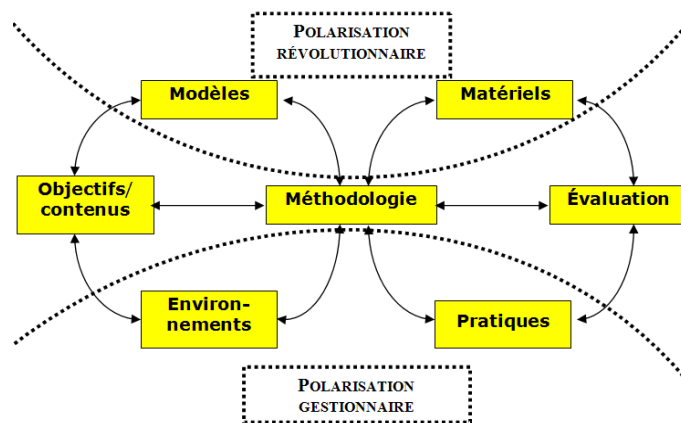 POLARISATION
RÉVOLUTIONNAIRE
Modèles
Matériels
Objectifs/
contenus
Méthodologie
Évaluation
Environ-
nements
Pratiques
POLARISATION
GESTIONNAIRE